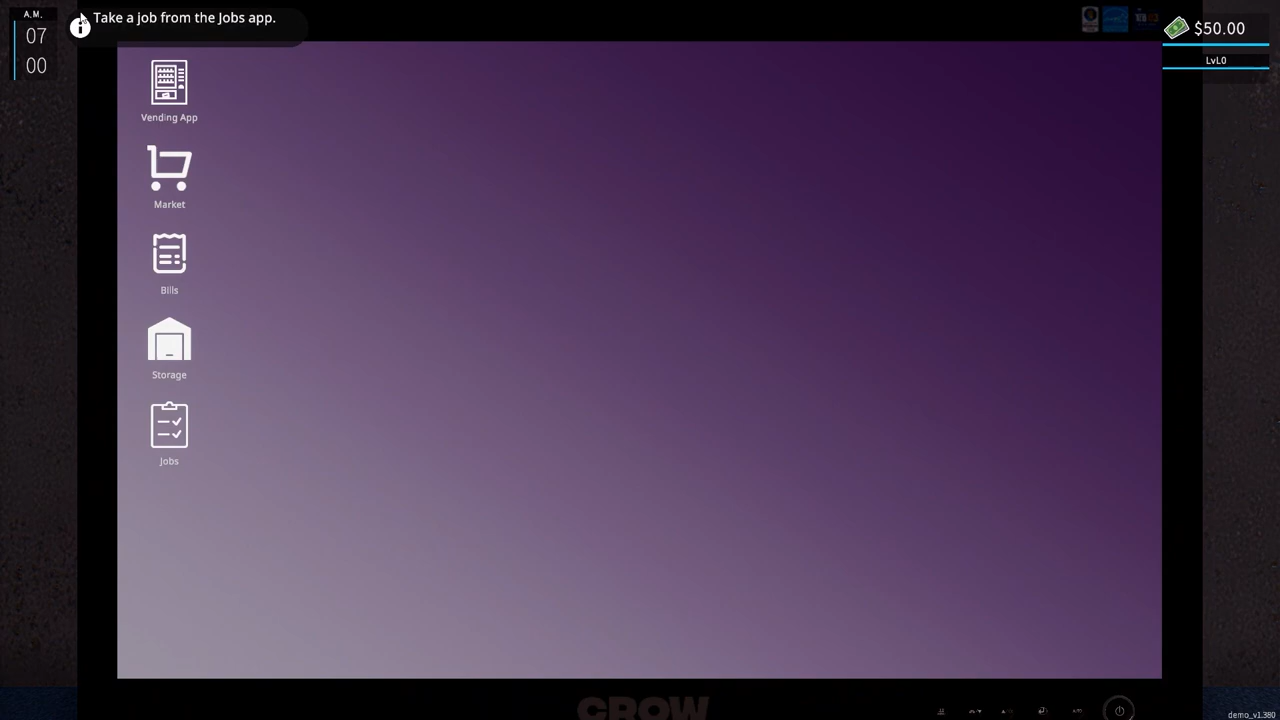 A.M.
07
00
Take a job from the Jobs app.
$50.00
LvL0
Vending App
Market
Bills
Storage
Jobs
CROW
demo_v1.380